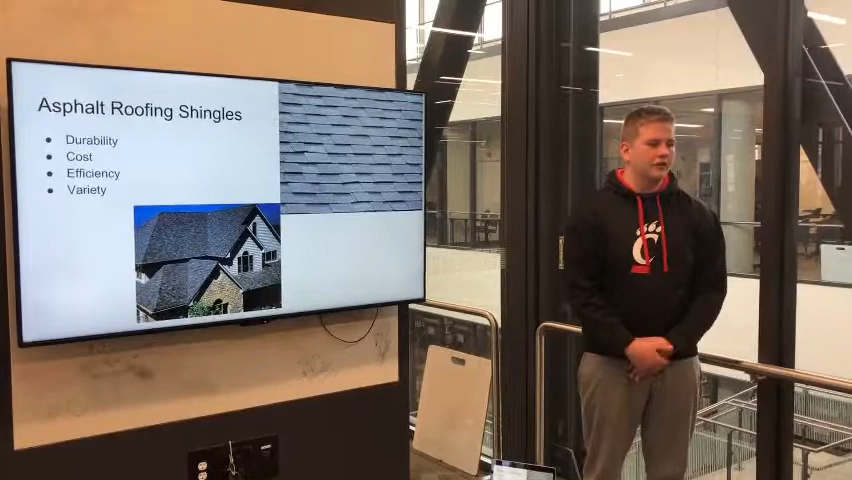 Asphalt Roofing Shingles
● Durability
● Cost
● Efficiency
● Variety
C